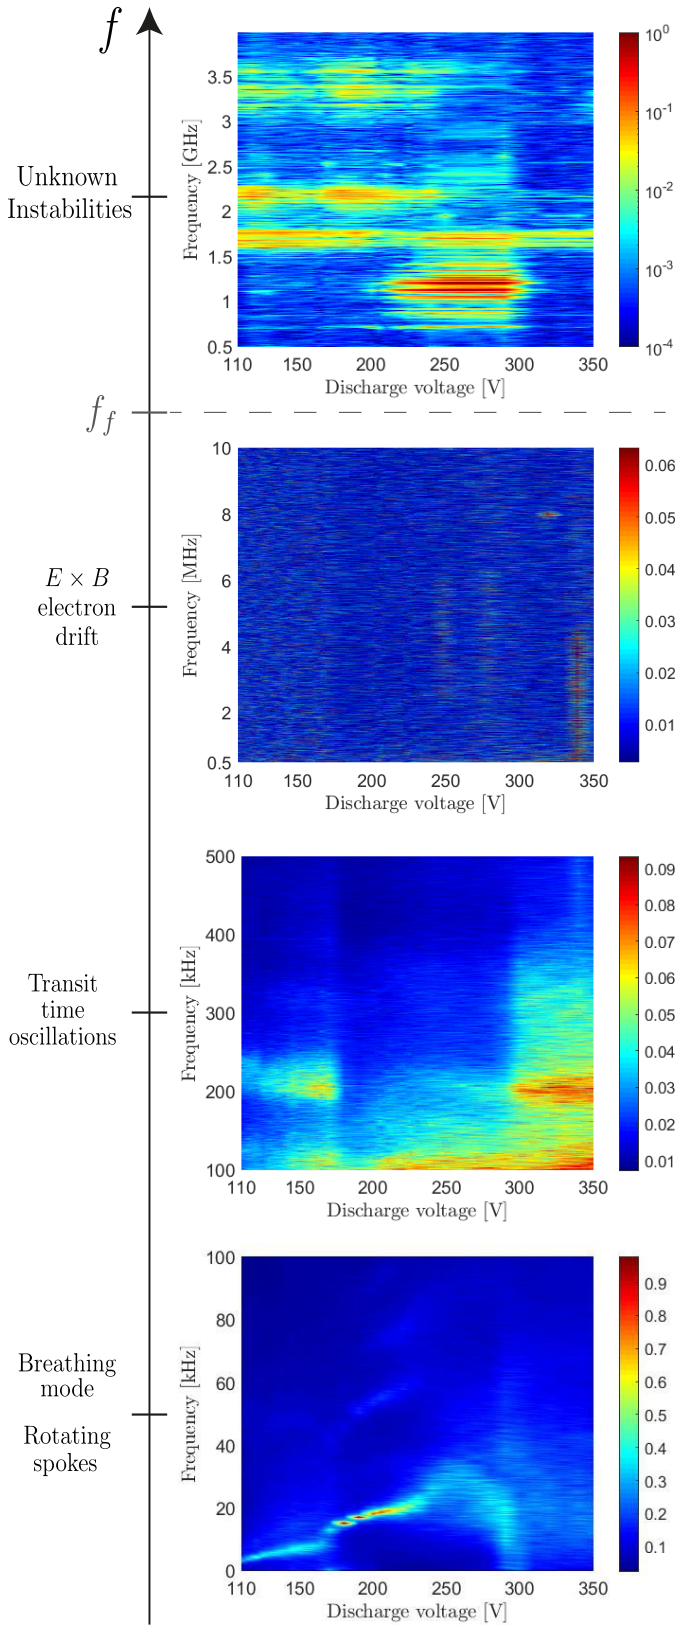 f
Unknown
Instabilities
Frequency [GHz]
3.5
3
2.5
2
1.5
1
0.5
110 150 200 250 300 350
Discharge voltage [V]
10^0
10^-1
10^-2
10^-3
10^-4
f_f
E × B
electron
drift
Frequency [MHz]
10
8
6
4
2
0.5
110 150 200 250 300 350
Discharge voltage [V]
0.06
0.05
0.04
0.03
0.02
0.01
Transit
time
oscillations
Frequency [kHz]
500
400
300
200
100
110 150 200 250 300 350
Discharge voltage [V]
0.09
0.08
0.07
0.06
0.05
0.04
0.03
0.02
0.01
Breathing
mode
Rotating
spokes
Frequency [kHz]
100
80
60
40
20
0
110 150 200 250 300 350
Discharge voltage [V]
0.9
0.8
0.7
0.6
0.5
0.4
0.3
0.2
0.1